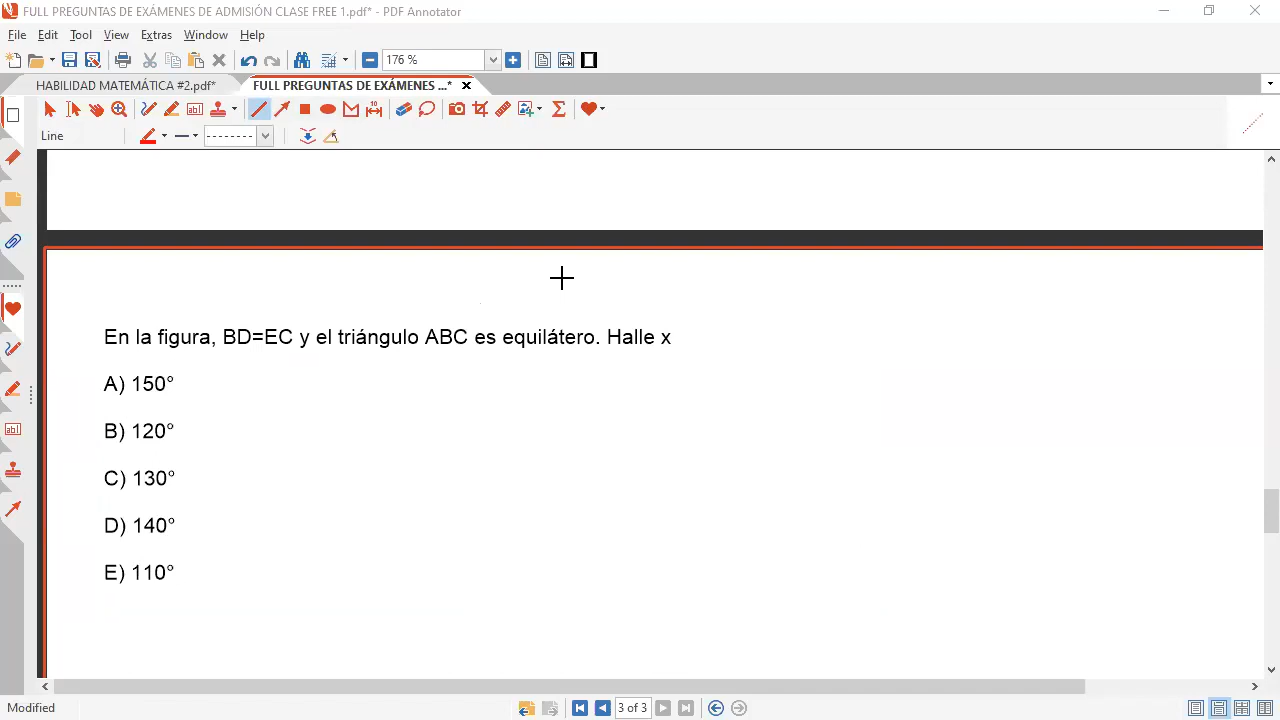 FULL PREGUNTAS DE EXÁMENES DE ADMISIÓN CLASE FREE 1.pdf* - PDF Annotator
File Edit Tool View Extras Window Help
176 %
HABILIDAD MATEMÁTICA #2.pdf* FULL PREGUNTAS DE EXÁMENES ...*
Line
En la figura, BD=EC y el triángulo ABC es equilátero. Halle x
A) 150°
B) 120°
C) 130°
D) 140°
E) 110°
Modified 3 of 3